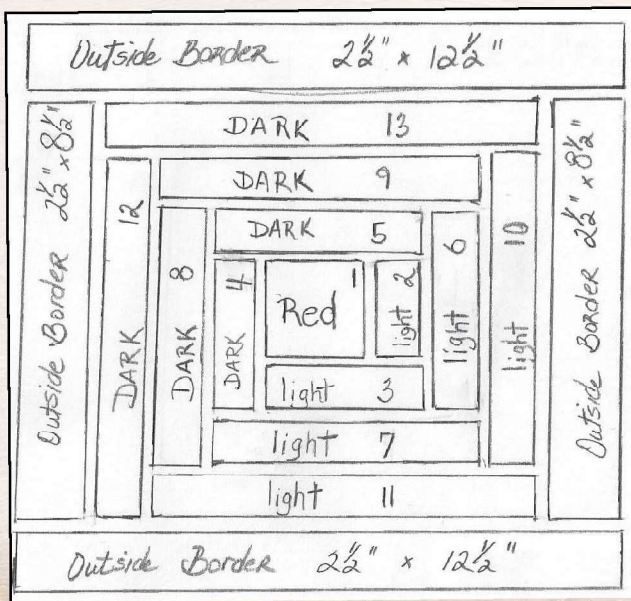 Outside Border 2½" x 12½"
DARK 13
DARK 9
DARK 5
Outside Border 2½" x 8½"
DARK 12
DARK 8
DARK 4
Red 1
light 2
light 6
light 10
Outside Border 2½" x 8½"
light 3
light 7
light 11
Outside Border 2½" x 12½"